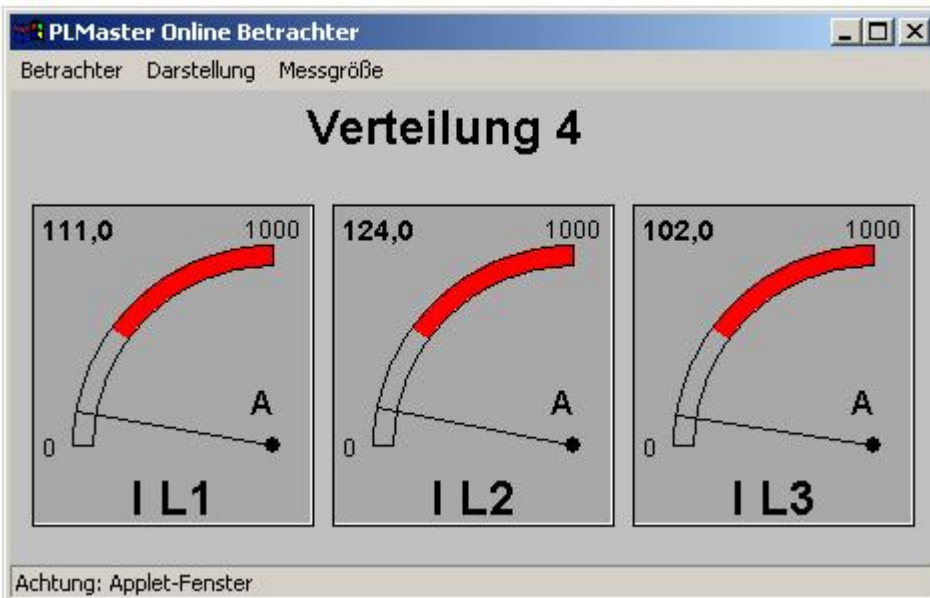 PLMaster Online Betrachter
Betrachter Darstellung Messgröße
Verteilung 4
111,0 1000
A
0
I L1
124,0 1000
A
0
I L2
102,0 1000
A
0
I L3
Achtung: Applet-Fenster